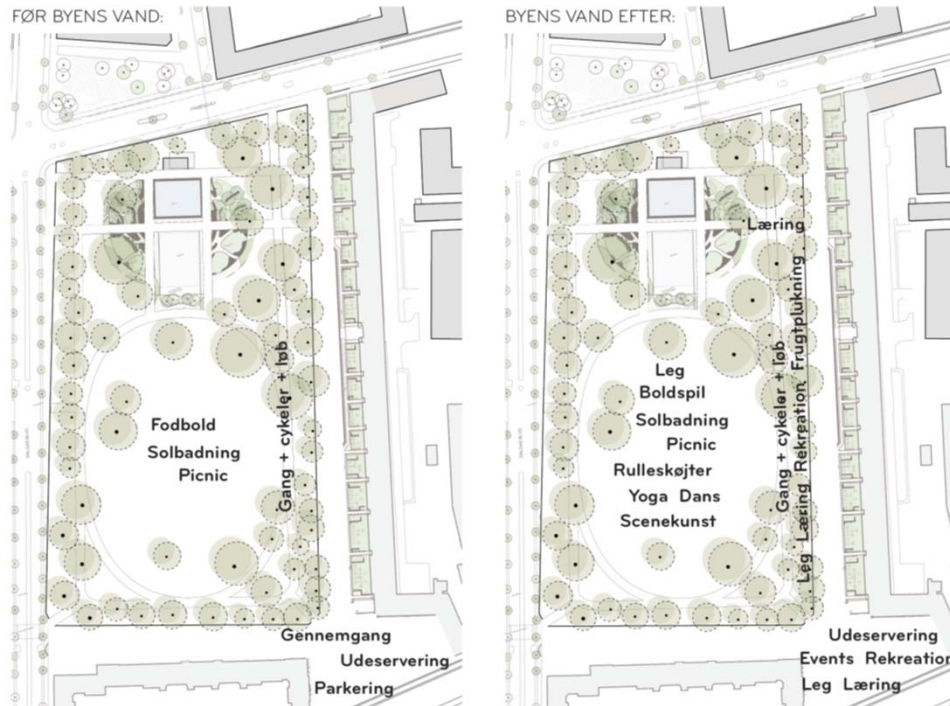 FØR BYENS VAND:
Fodbold
Solbadning
Picnic
Gang + cykeler + løb
Gennemgang
Udeservering
Parkering
BYENS VAND EFTER:
Læring
Leg
Boldspil
Solbadning
Picnic
Rulleskøjter
Yoga Dans
Scenekunst
Gang + cykeler + løb
Leg Læring Rekreation Frugtplukning
Udeservering
Events Rekreation
Leg Læring